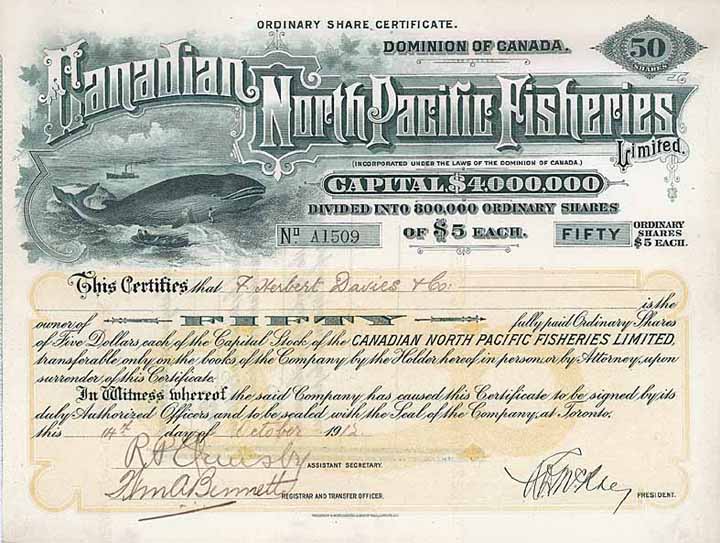 ORDINARY SHARE CERTIFICATE.
DOMINION OF CANADA.
50
SHARES
Canadian
North Pacific Fisheries
Limited.
(INCORPORATED UNDER THE LAWS OF THE DOMINION OF CANADA.)
CAPITAL $4,000,000
DIVIDED INTO 800,000 ORDINARY SHARES
No A1509 OF $5 EACH. FIFTY ORDINARY SHARES $5 EACH.
This Certifies that F Herbert Davies & Co.
is the
owner of FIFTY fully paid Ordinary Shares
of Five Dollars each of the Capital Stock of the CANADIAN NORTH PACIFIC FISHERIES LIMITED,
transferable only on the books of the Company by the Holder hereof in person or by Attorney, upon
surrender of this Certificate.
In Witness whereof the said Company has caused this Certificate to be signed by its
duly Authorized Officers, and to be sealed with the Seal of the Company, at Toronto.
this 4th day of October 1912
ASSISTANT SECRETARY.
Wm A Bennett REGISTRAR AND TRANSFER OFFICER.
PRESIDENT.